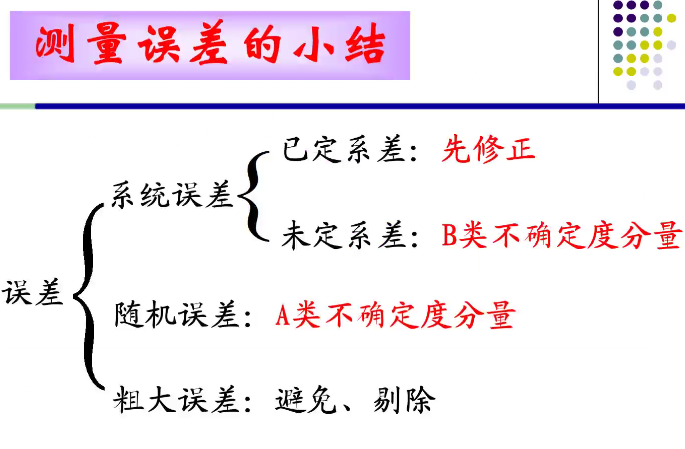 测量误差的小结
已定系差：先修正
系统误差
未定系差：B类不确定度分量
误差
随机误差：A类不确定度分量
粗大误差：避免、剔除